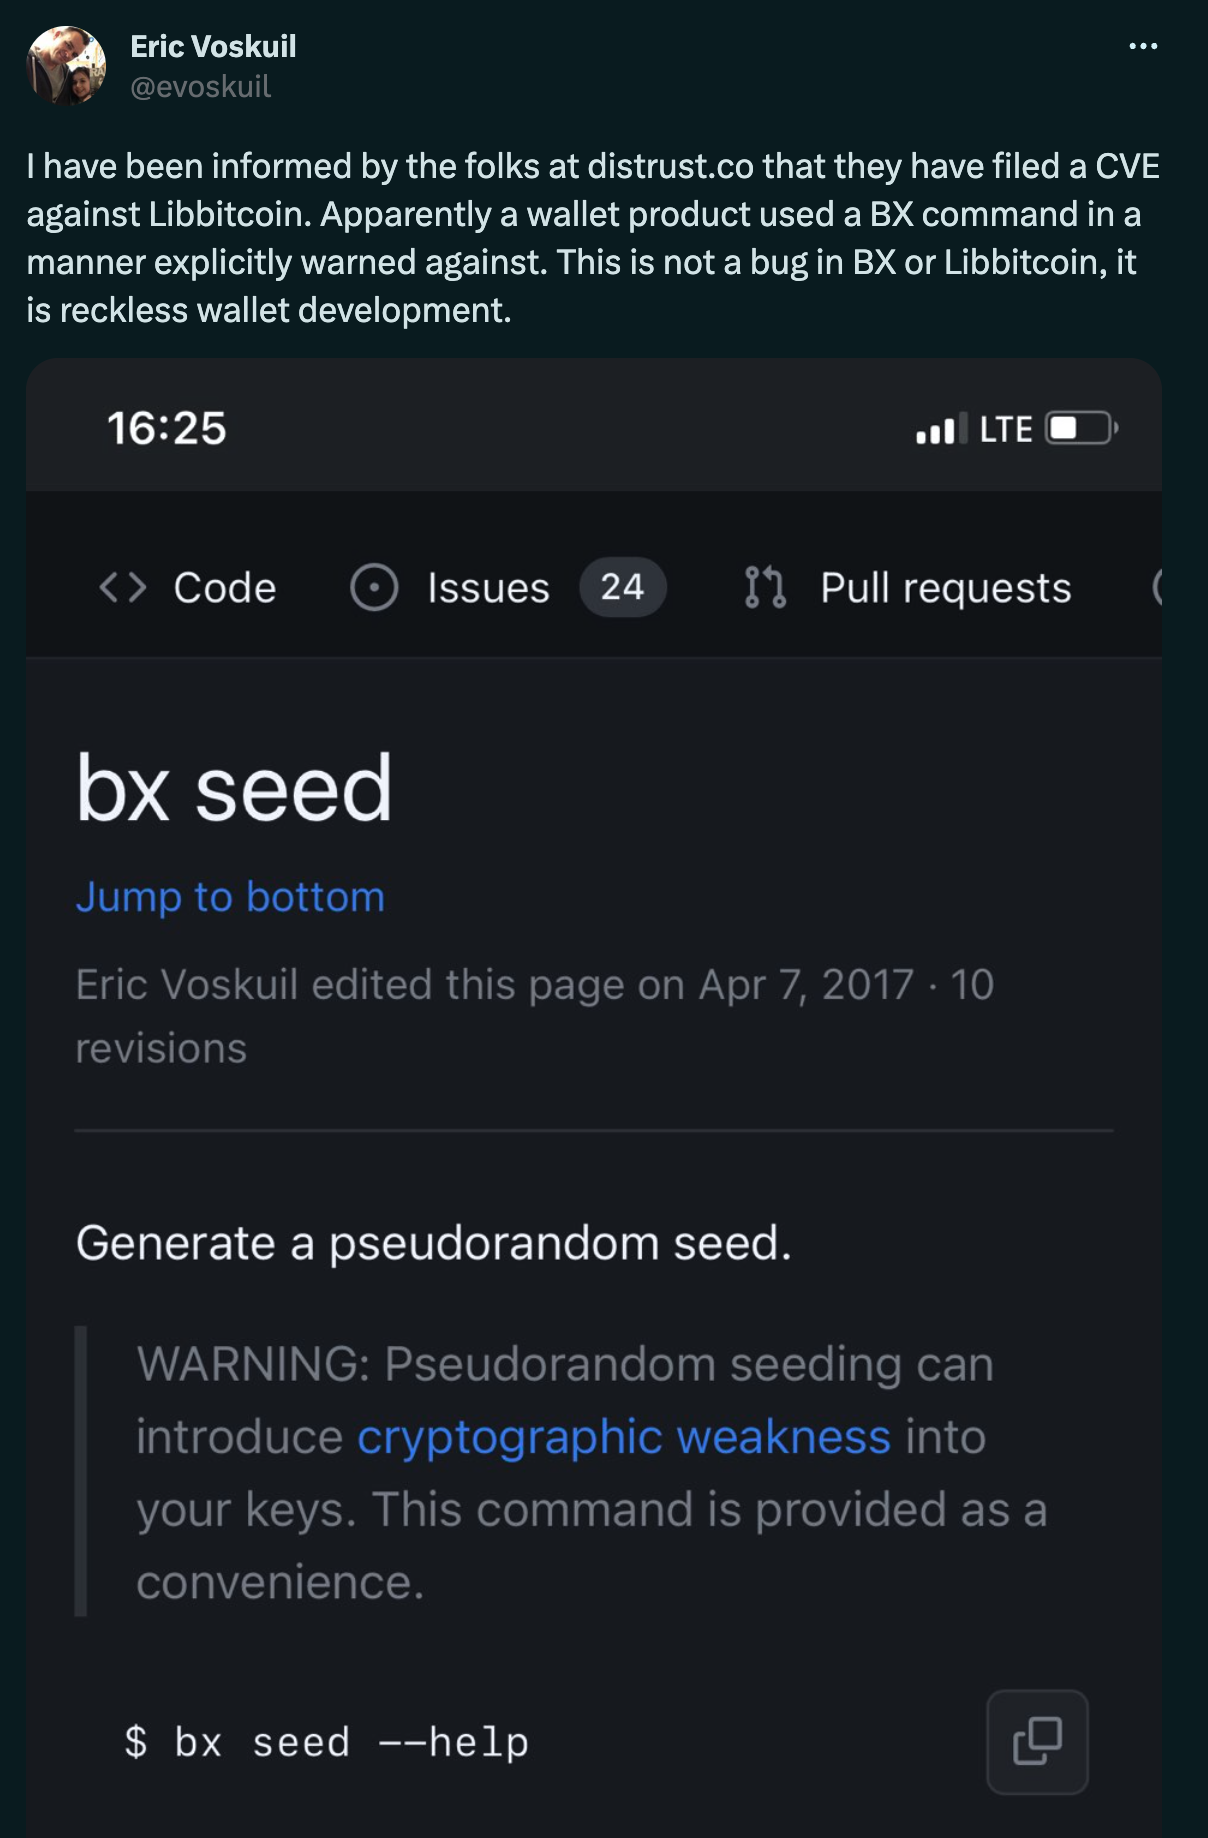 Eric Voskuil
@evoskuil
I have been informed by the folks at distrust.co that they have filed a CVE
against Libbitcoin. Apparently a wallet product used a BX command in a
manner explicitly warned against. This is not a bug in BX or Libbitcoin, it
is reckless wallet development.
16:25 LTE
Code Issues 24 Pull requests
bx seed
Jump to bottom
Eric Voskuil edited this page on Apr 7, 2017 · 10
revisions
Generate a pseudorandom seed.
WARNING: Pseudorandom seeding can
introduce cryptographic weakness into
your keys. This command is provided as a
convenience.
$ bx seed --help